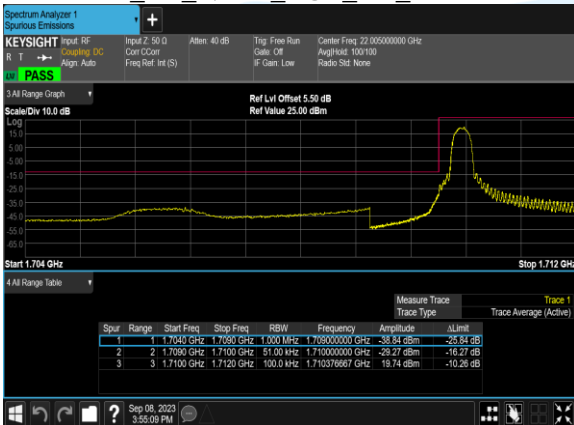 Spectrum Analyzer 1
Spurious Emissions
+
KEYSIGHT Input: RF Input Z: 50 Ω Atten: 40 dB Trig: Free Run Center Freq: 22.005000000 GHz
R T Coupling: DC Corr CCorr Gate: Off Avg|Hold: 100/100
Align: Auto Freq Ref: Int (S) IF Gain: Low Radio Std: None
PASS
3 All Range Graph Ref Lvl Offset 5.50 dB
Scale/Div 10.0 dB Ref Value 25.00 dBm
Log
15.0
5.00
-5.00
-15.0
-25.0
-35.0
-45.0
-55.0
-65.0
Start 1.704 GHz Stop 1.712 GHz
4 All Range Table
Measure Trace Trace 1
Trace Type Trace Average (Active)
Spur Range Start Freq Stop Freq RBW Frequency Amplitude ΔLimit
1 1 1.7040 GHz 1.7090 GHz 1.000 MHz 1.709000000 GHz -38.84 dBm -25.84 dB
2 2 1.7090 GHz 1.7100 GHz 51.00 kHz 1.710000000 GHz -29.27 dBm -16.27 dB
3 3 1.7100 GHz 1.7120 GHz 100.0 kHz 1.710376667 GHz 19.74 dBm -10.26 dB
? Sep 08, 2023
3:55:09 PM